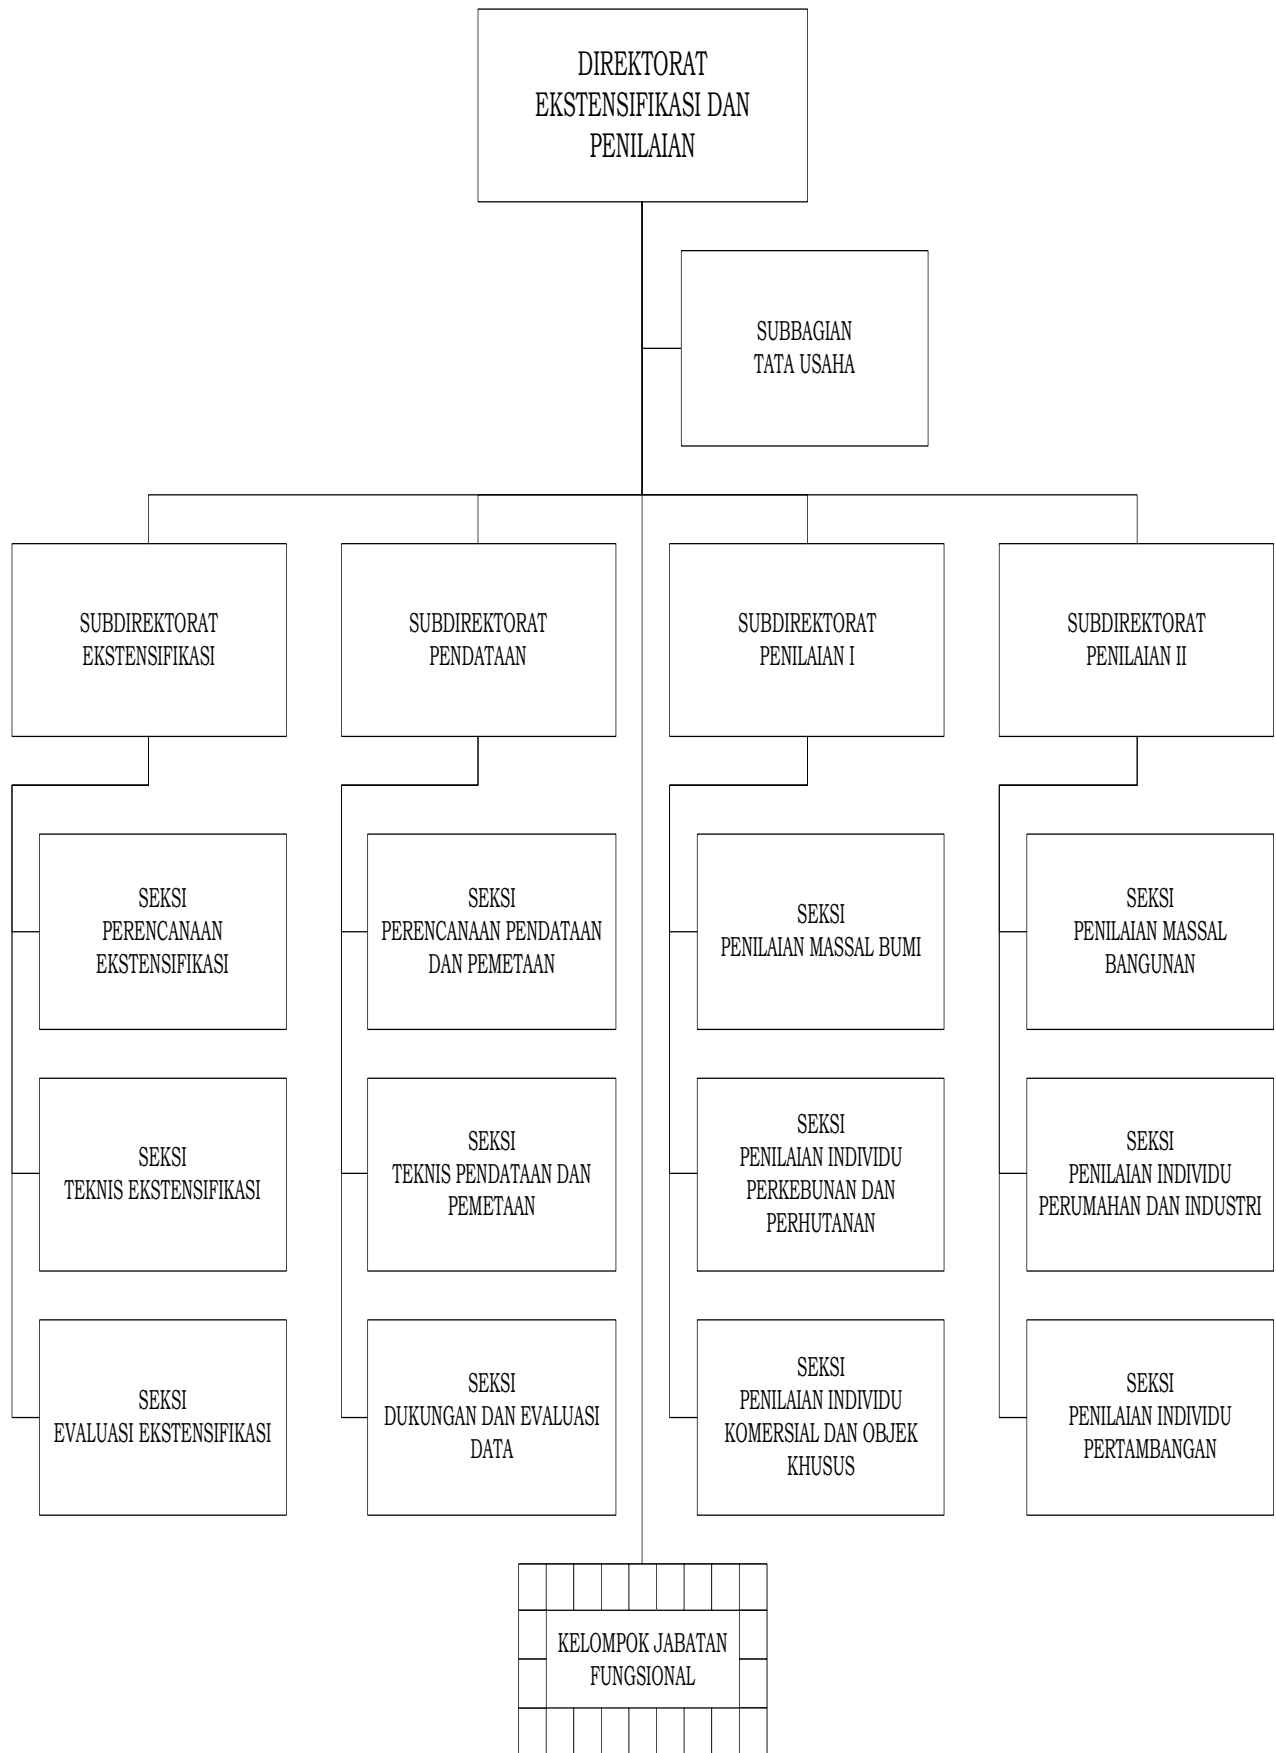 DIREKTORAT
EKSTENSIFIKASI DAN
PENILAIAN
SUBBAGIAN
TATA USAHA
SUBDIREKTORAT
EKSTENSIFIKASI
SUBDIREKTORAT
PENDATAAN
SUBDIREKTORAT
PENILAIAN I
SUBDIREKTORAT
PENILAIAN II
SEKSI
PERENCANAAN
EKSTENSIFIKASI
SEKSI
PERENCANAAN PENDATAAN
DAN PEMETAAN
SEKSI
PENILAIAN MASSAL BUMI
SEKSI
PENILAIAN MASSAL
BANGUNAN
SEKSI
TEKNIS EKSTENSIFIKASI
SEKSI
TEKNIS PENDATAAN DAN
PEMETAAN
SEKSI
PENILAIAN INDIVIDU
PERKEBUNAN DAN
PERHUTANAN
SEKSI
PENILAIAN INDIVIDU
PERUMAHAN DAN INDUSTRI
SEKSI
EVALUASI EKSTENSIFIKASI
SEKSI
DUKUNGAN DAN EVALUASI
DATA
SEKSI
PENILAIAN INDIVIDU
KOMERSIAL DAN OBJEK
KHUSUS
SEKSI
PENILAIAN INDIVIDU
PERTAMBANGAN
KELOMPOK JABATAN
FUNGSIONAL